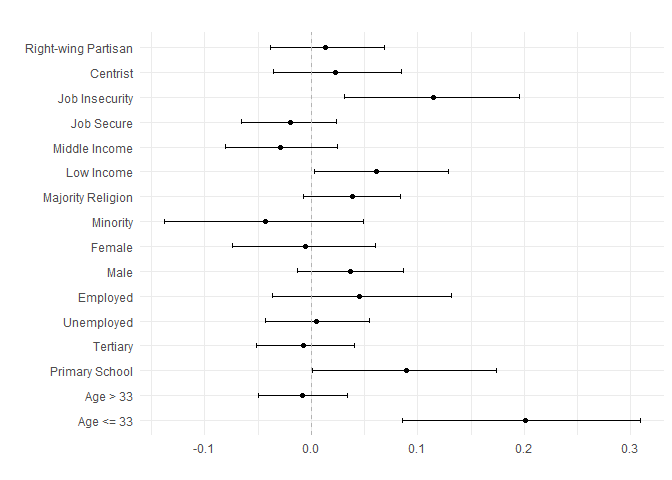 Right-wing Partisan
Centrist
Job Insecurity
Job Secure
Middle Income
Low Income
Majority Religion
Minority
Female
Male
Employed
Unemployed
Tertiary
Primary School
Age > 33
Age <= 33
-0.1 0.0 0.1 0.2 0.3